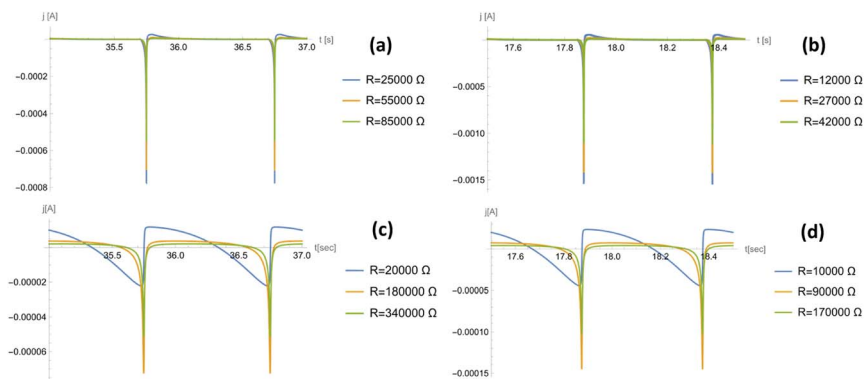 j [A]
35.5 36.0 36.5 37.0 t [s]
−0.0002
−0.0004
−0.0006
−0.0008
(a)
R=25000 Ω
R=55000 Ω
R=85000 Ω
j [A]
17.6 17.8 18.0 18.2 18.4 t [s]
−0.0005
−0.0010
−0.0015
(b)
R=12000 Ω
R=27000 Ω
R=42000 Ω
j[A]
35.5 36.0 36.5 37.0 t[sec]
−0.00002
−0.00004
−0.00006
(c)
R=20000 Ω
R=180000 Ω
R=340000 Ω
j[A]
17.6 17.8 18.0 18.2 18.4 t[sec]
−0.00005
−0.00010
−0.00015
(d)
R=10000 Ω
R=90000 Ω
R=170000 Ω